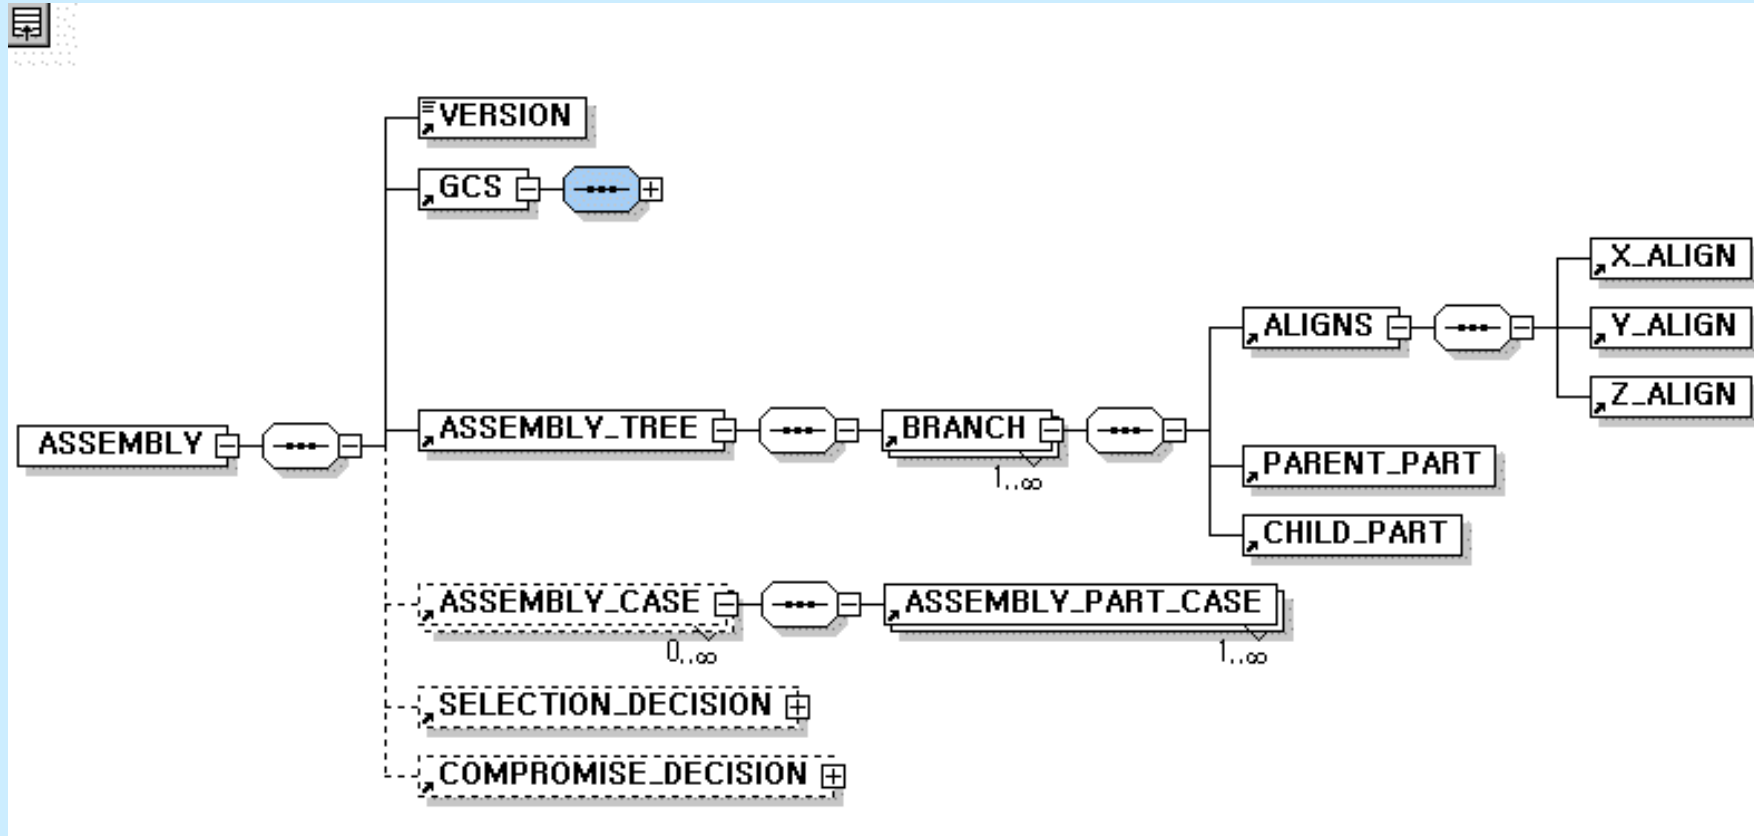 VERSION
GCS
X_ALIGN
ALIGNS
Y_ALIGN
Z_ALIGN
ASSEMBLY
ASSEMBLY_TREE
BRANCH
1..∞
PARENT_PART
CHILD_PART
ASSEMBLY_CASE
0..∞
ASSEMBLY_PART_CASE
1..∞
SELECTION_DECISION
COMPROMISE_DECISION